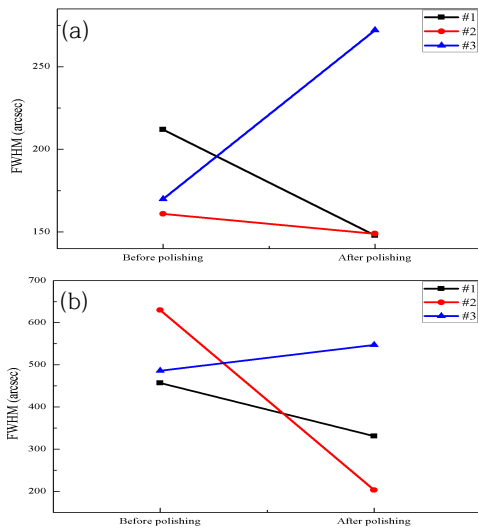 (a)
#1
#2
#3
250
200
150
FWHM (arcsec)
Before polishing
After polishing
(b)
#1
#2
#3
700
600
500
400
300
200
FWHM (arcsec)
Before polishing
After polishing